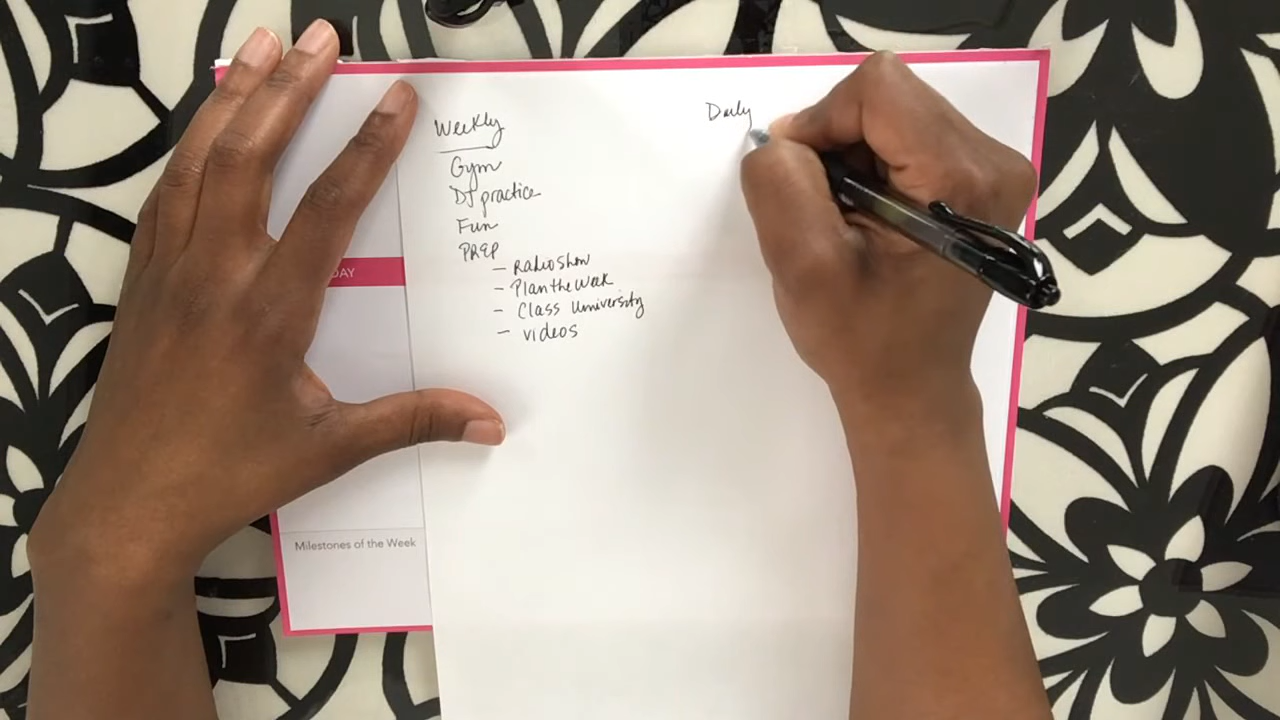 Weekly
Gym
DJ practice
Fun
PREP
- Radio Show
- Plan the Week
- Class University
- videos
Daily
DAY
Milestones of the Week